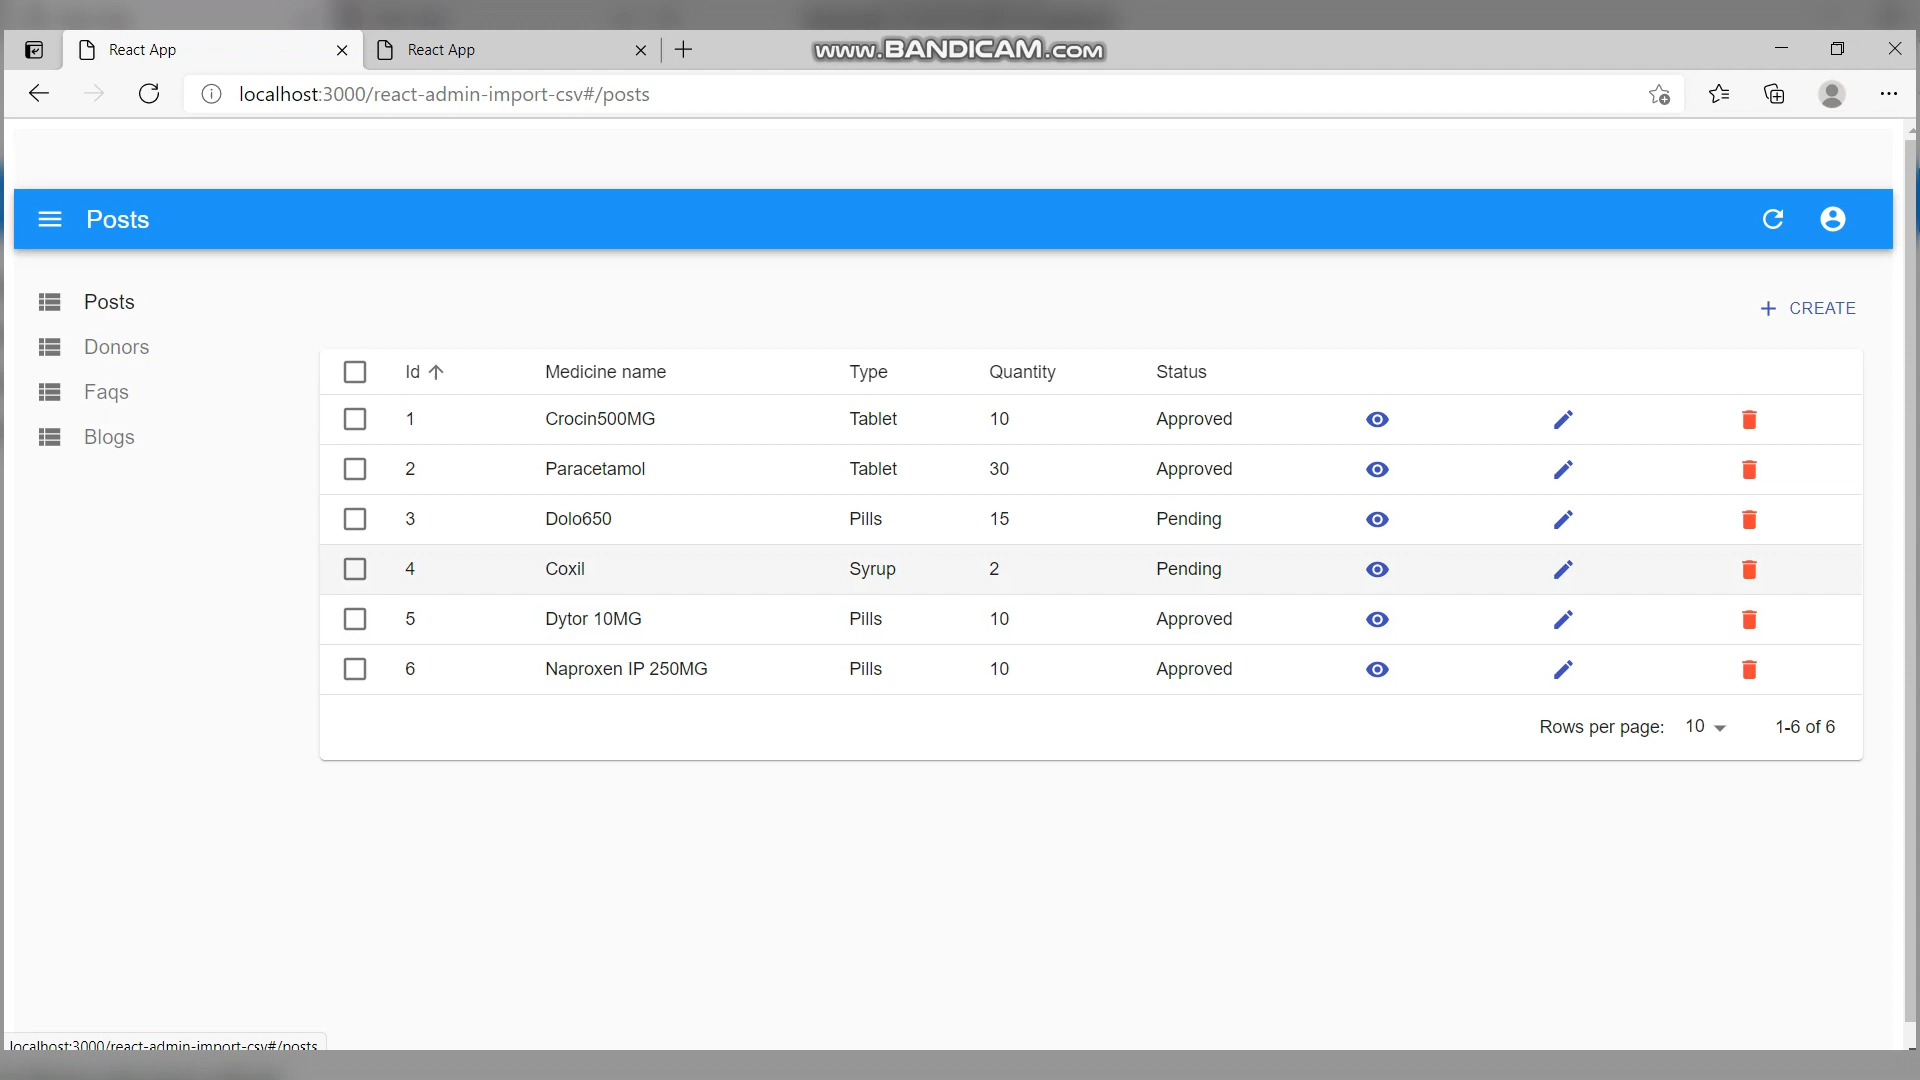 React App
React App
www.BANDICAM.com
localhost:3000/react-admin-import-csv#/posts
Posts
Posts
Donors
Faqs
Blogs
CREATE
Id Medicine name Type Quantity Status
1 Crocin500MG Tablet 10 Approved
2 Paracetamol Tablet 30 Approved
3 Dolo650 Pills 15 Pending
4 Coxil Syrup 2 Pending
5 Dytor 10MG Pills 10 Approved
6 Naproxen IP 250MG Pills 10 Approved
Rows per page: 10 1-6 of 6
localhost:3000/react-admin-import-csv#/posts